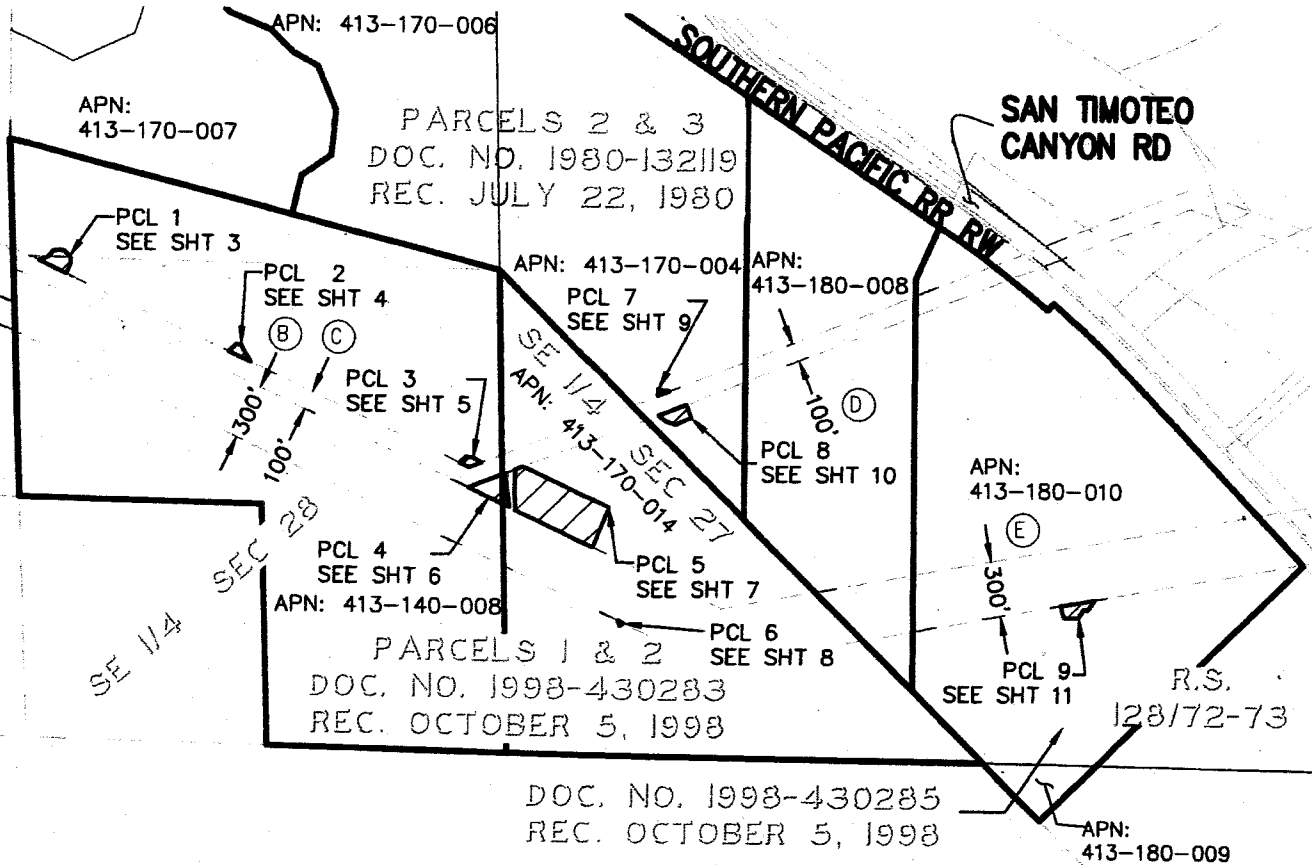 APN: 413-170-006
APN:
413-170-007
PARCELS 2 & 3
DOC. NO. 1980-132119
REC. JULY 22, 1980
SOUTHERN PACIFIC RR RW
SAN TIMOTEO
CANYON RD
PCL 1
SEE SHT 3
PCL 2
SEE SHT 4
B
C
300'
100'
PCL 3
SEE SHT 5
APN: 413-170-004
PCL 7
SEE SHT 9
APN:
413-180-008
SE 1/4 SEC 27
APN: 413-170-014
100'
D
PCL 8
SEE SHT 10
APN:
413-180-010
E
300'
SE 1/4 SEC 28
PCL 4
SEE SHT 6
APN: 413-140-008
PCL 5
SEE SHT 7
PCL 6
SEE SHT 8
PARCELS 1 & 2
DOC. NO. 1998-430283
REC. OCTOBER 5, 1998
PCL 9
SEE SHT 11
R.S.
128/72-73
DOC. NO. 1998-430285
REC. OCTOBER 5, 1998
APN:
413-180-009